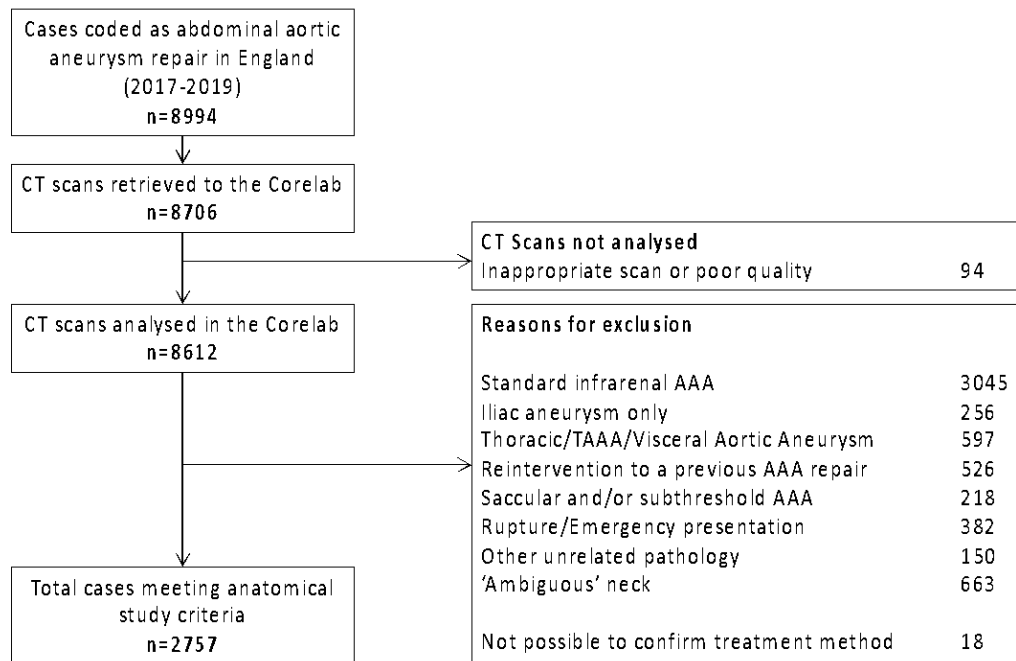 Cases coded as abdominal aortic
aneurysm repair in England
(2017-2019)
n=8994
CT scans retrieved to the Corelab
n=8706
CT Scans not analysed
Inappropriate scan or poor quality 94
CT scans analysed in the Corelab
n=8612
Reasons for exclusion
Standard infrarenal AAA 3045
Iliac aneurysm only 256
Thoracic/TAAA/Visceral Aortic Aneurysm 597
Reintervention to a previous AAA repair 526
Saccular and/or subthreshold AAA 218
Rupture/Emergency presentation 382
Other unrelated pathology 150
‘Ambiguous’ neck 663
Not possible to confirm treatment method 18
Total cases meeting anatomical
study criteria
n=2757